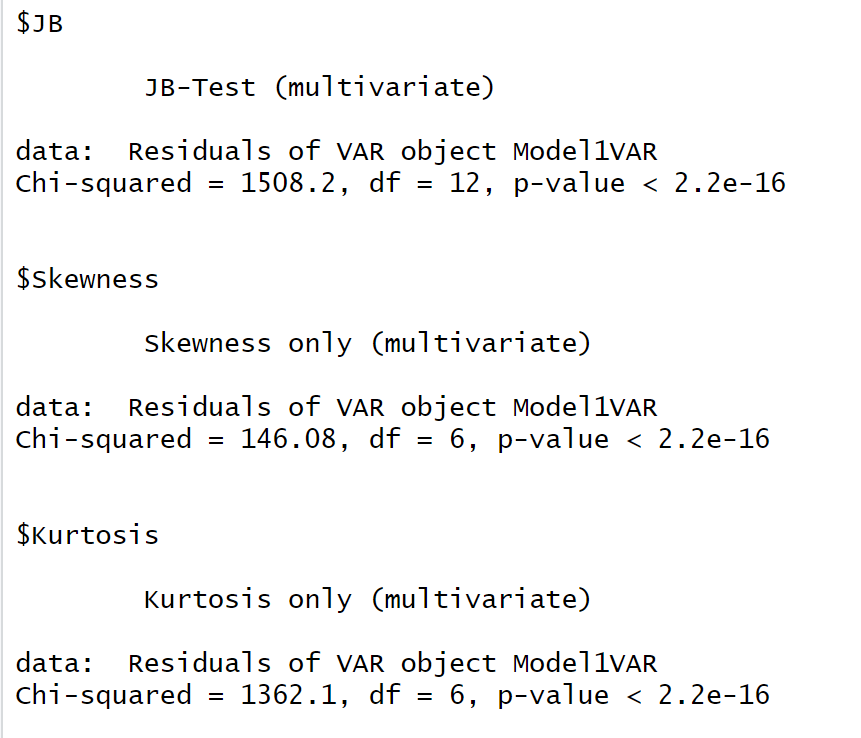 $JB
JB-Test (multivariate)
data:  Residuals of VAR object Model1VAR
Chi-squared = 1508.2, df = 12, p-value < 2.2e-16
$Skewness
Skewness only (multivariate)
data:  Residuals of VAR object Model1VAR
Chi-squared = 146.08, df = 6, p-value < 2.2e-16
$Kurtosis
Kurtosis only (multivariate)
data:  Residuals of VAR object Model1VAR
Chi-squared = 1362.1, df = 6, p-value < 2.2e-16